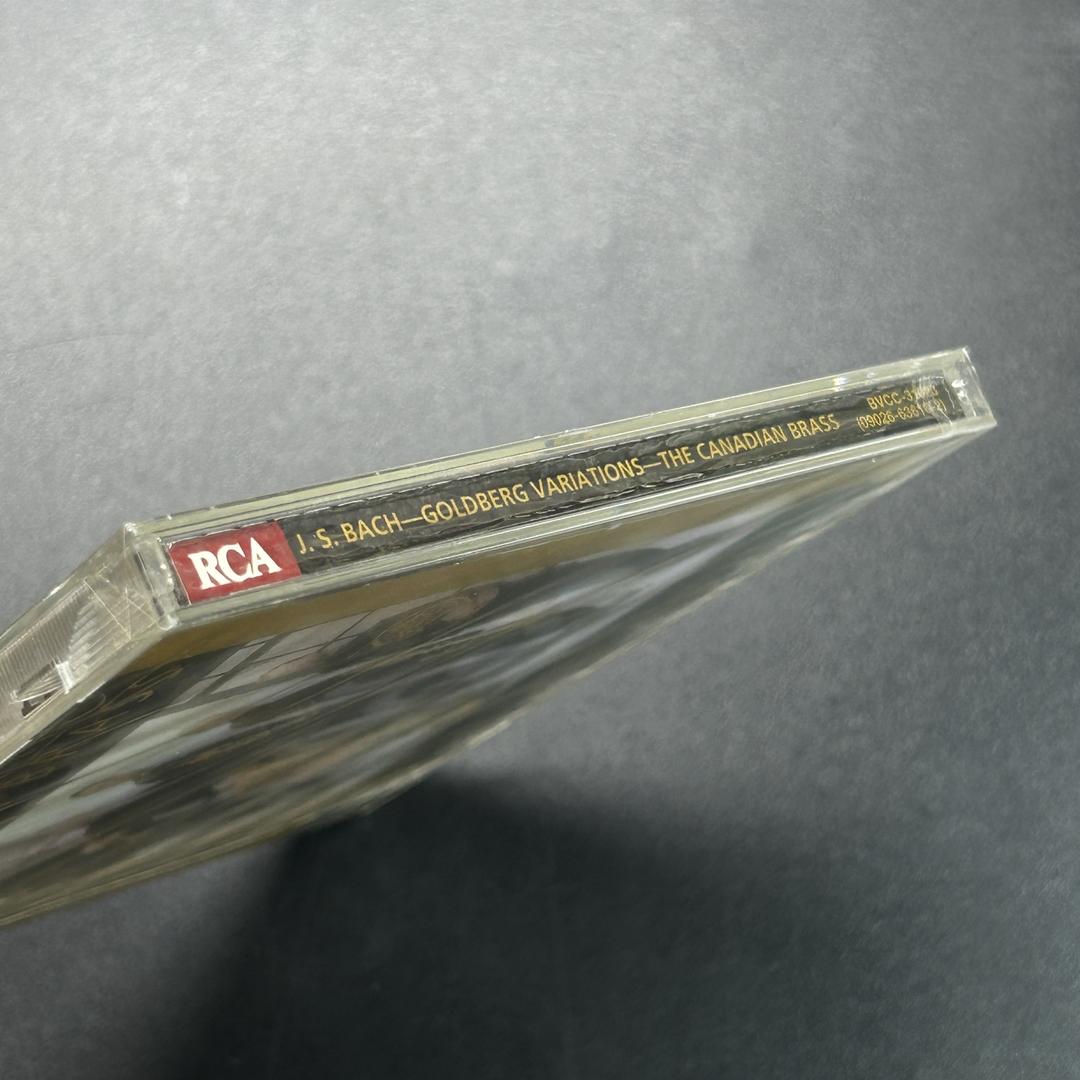 RCA
J. S. BACH—GOLDBERG VARIATIONS—THE CANADIAN BRASS